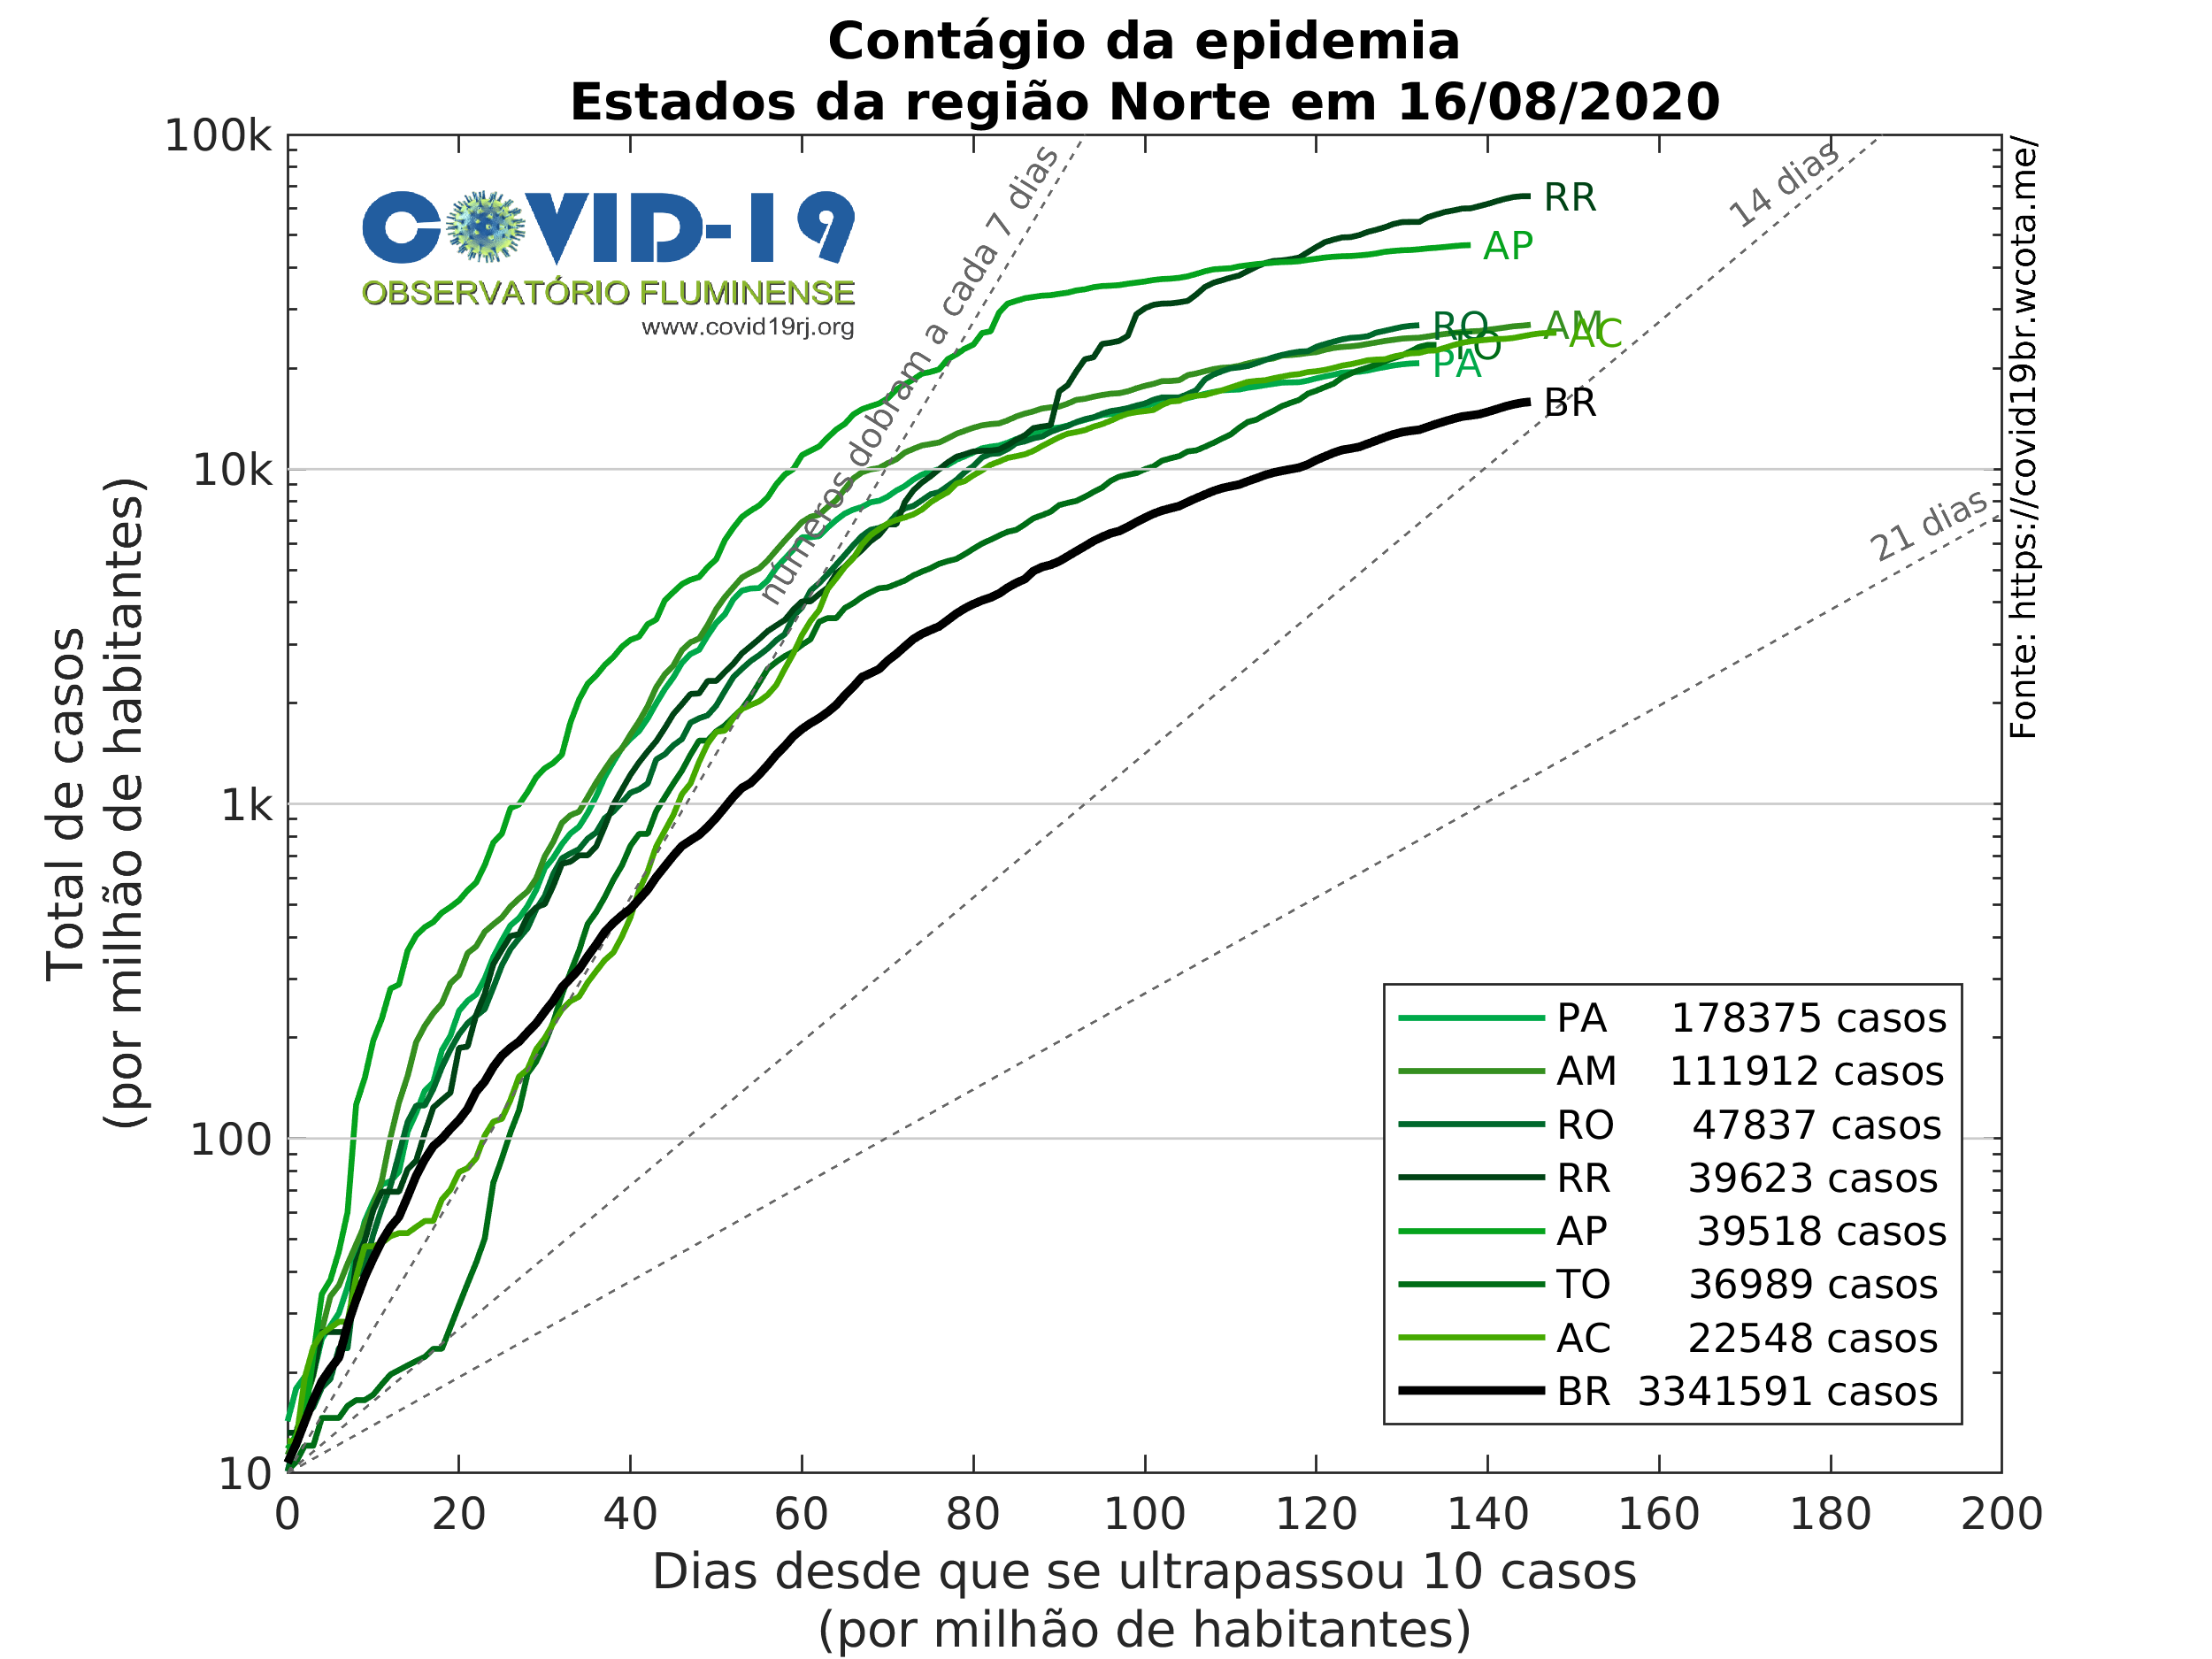 Contágio da epidemia
Estados da região Norte em 16/08/2020
COVID-19
OBSERVATÓRIO FLUMINENSE
www.covid19rj.org
Total de casos
(por milhão de habitantes)
100k
10k
1k
100
10
números dobram a cada 7 dias
14 dias
21 dias
RR
AP
RO
AM
AC
TO
PA
BR
Fonte: https://covid19br.wcota.me/
PA 178375 casos
AM 111912 casos
RO 47837 casos
RR 39623 casos
AP 39518 casos
TO 36989 casos
AC 22548 casos
BR 3341591 casos
0 20 40 60 80 100 120 140 160 180 200
Dias desde que se ultrapassou 10 casos
(por milhão de habitantes)